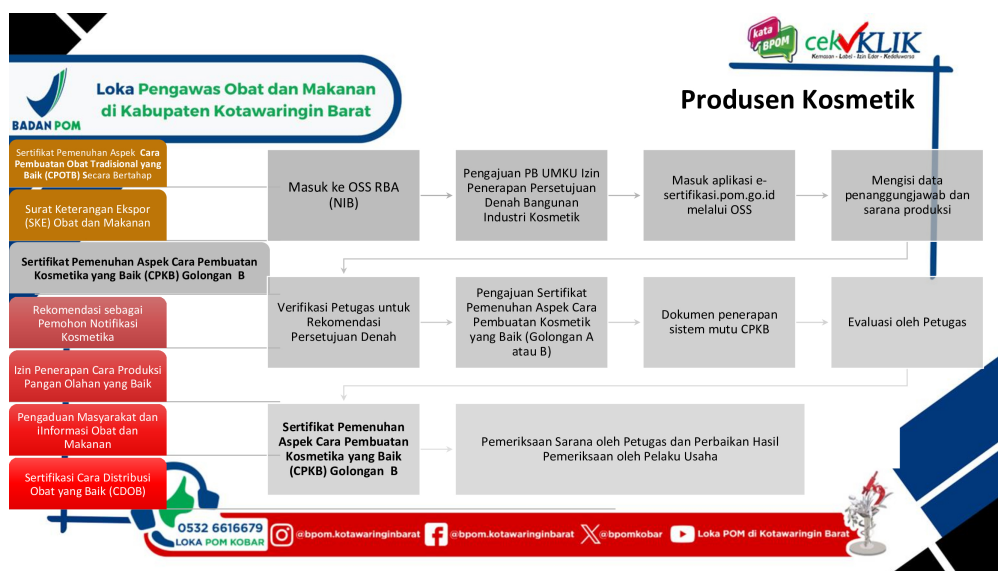 kata
BPOM
cek KLIK
Kemasan - Label - Izin Edar - Kedaluwarsa
Loka Pengawas Obat dan Makanan
di Kabupaten Kotawaringin Barat
BADAN POM
Produsen Kosmetik
Sertifikat Pemenuhan Aspek Cara
Pembuatan Obat Tradisional yang
Baik (CPOTB) Secara Bertahap
Surat Keterangan Ekspor
(SKE) Obat dan Makanan
Sertifikat Pemenuhan Aspek Cara Pembuatan
Kosmetika yang Baik (CPKB) Golongan B
Rekomendasi sebagai
Pemohon Notifikasi
Kosmetika
Izin Penerapan Cara Produksi
Pangan Olahan yang Baik
Pengaduan Masyarakat dan
iInformasi Obat dan
Makanan
Sertifikasi Cara Distribusi
Obat yang Baik (CDOB)
Masuk ke OSS RBA
(NIB)
Pengajuan PB UMKU Izin
Penerapan Persetujuan
Denah Bangunan
Industri Kosmetik
Masuk aplikasi e-
sertifikasi.pom.go.id
melalui OSS
Mengisi data
penanggungjawab dan
sarana produksi
Verifikasi Petugas untuk
Rekomendasi
Persetujuan Denah
Pengajuan Sertifikat
Pemenuhan Aspek Cara
Pembuatan Kosmetik
yang Baik (Golongan A
atau B)
Dokumen penerapan
sistem mutu CPKB
Evaluasi oleh Petugas
Sertifikat Pemenuhan
Aspek Cara Pembuatan
Kosmetika yang Baik
(CPKB) Golongan B
Pemeriksaan Sarana oleh Petugas dan Perbaikan Hasil
Pemeriksaan oleh Pelaku Usaha
0532 6616679
LOKA POM KOBAR
@bpom.kotawaringinbarat
@bpom.kotawaringinbarat
@bpomkobar
Loka POM di Kotawaringin Barat